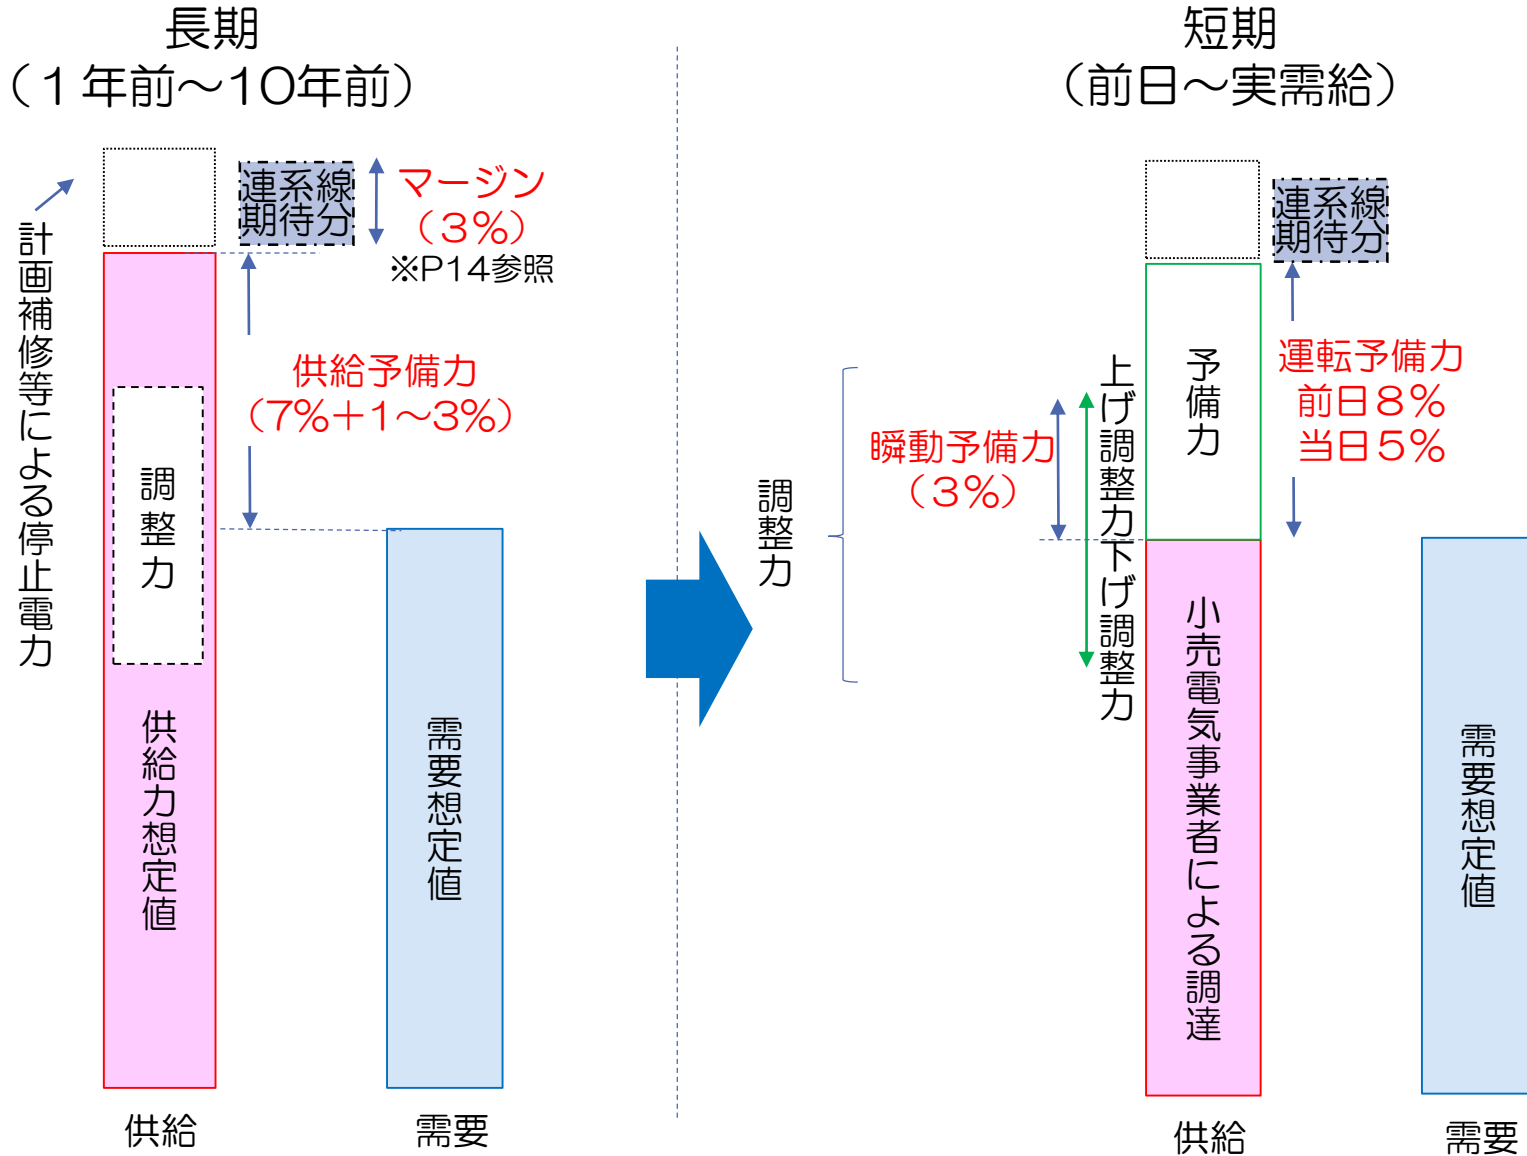 長期
（１年前～10年前）
連系線
期待分
マージン
（３％）
※P14参照
計画補修等による停止電力
供給予備力
（7％＋１～３％）
調整力
供給力想定値
需要想定値
供給
需要
短期
（前日～実需給）
連系線
期待分
予備力
運転予備力
前日８％
当日５％
上げ調整力
下げ調整力
瞬動予備力
（３％）
調整力
小売電気事業者による調達
需要想定値
供給
需要